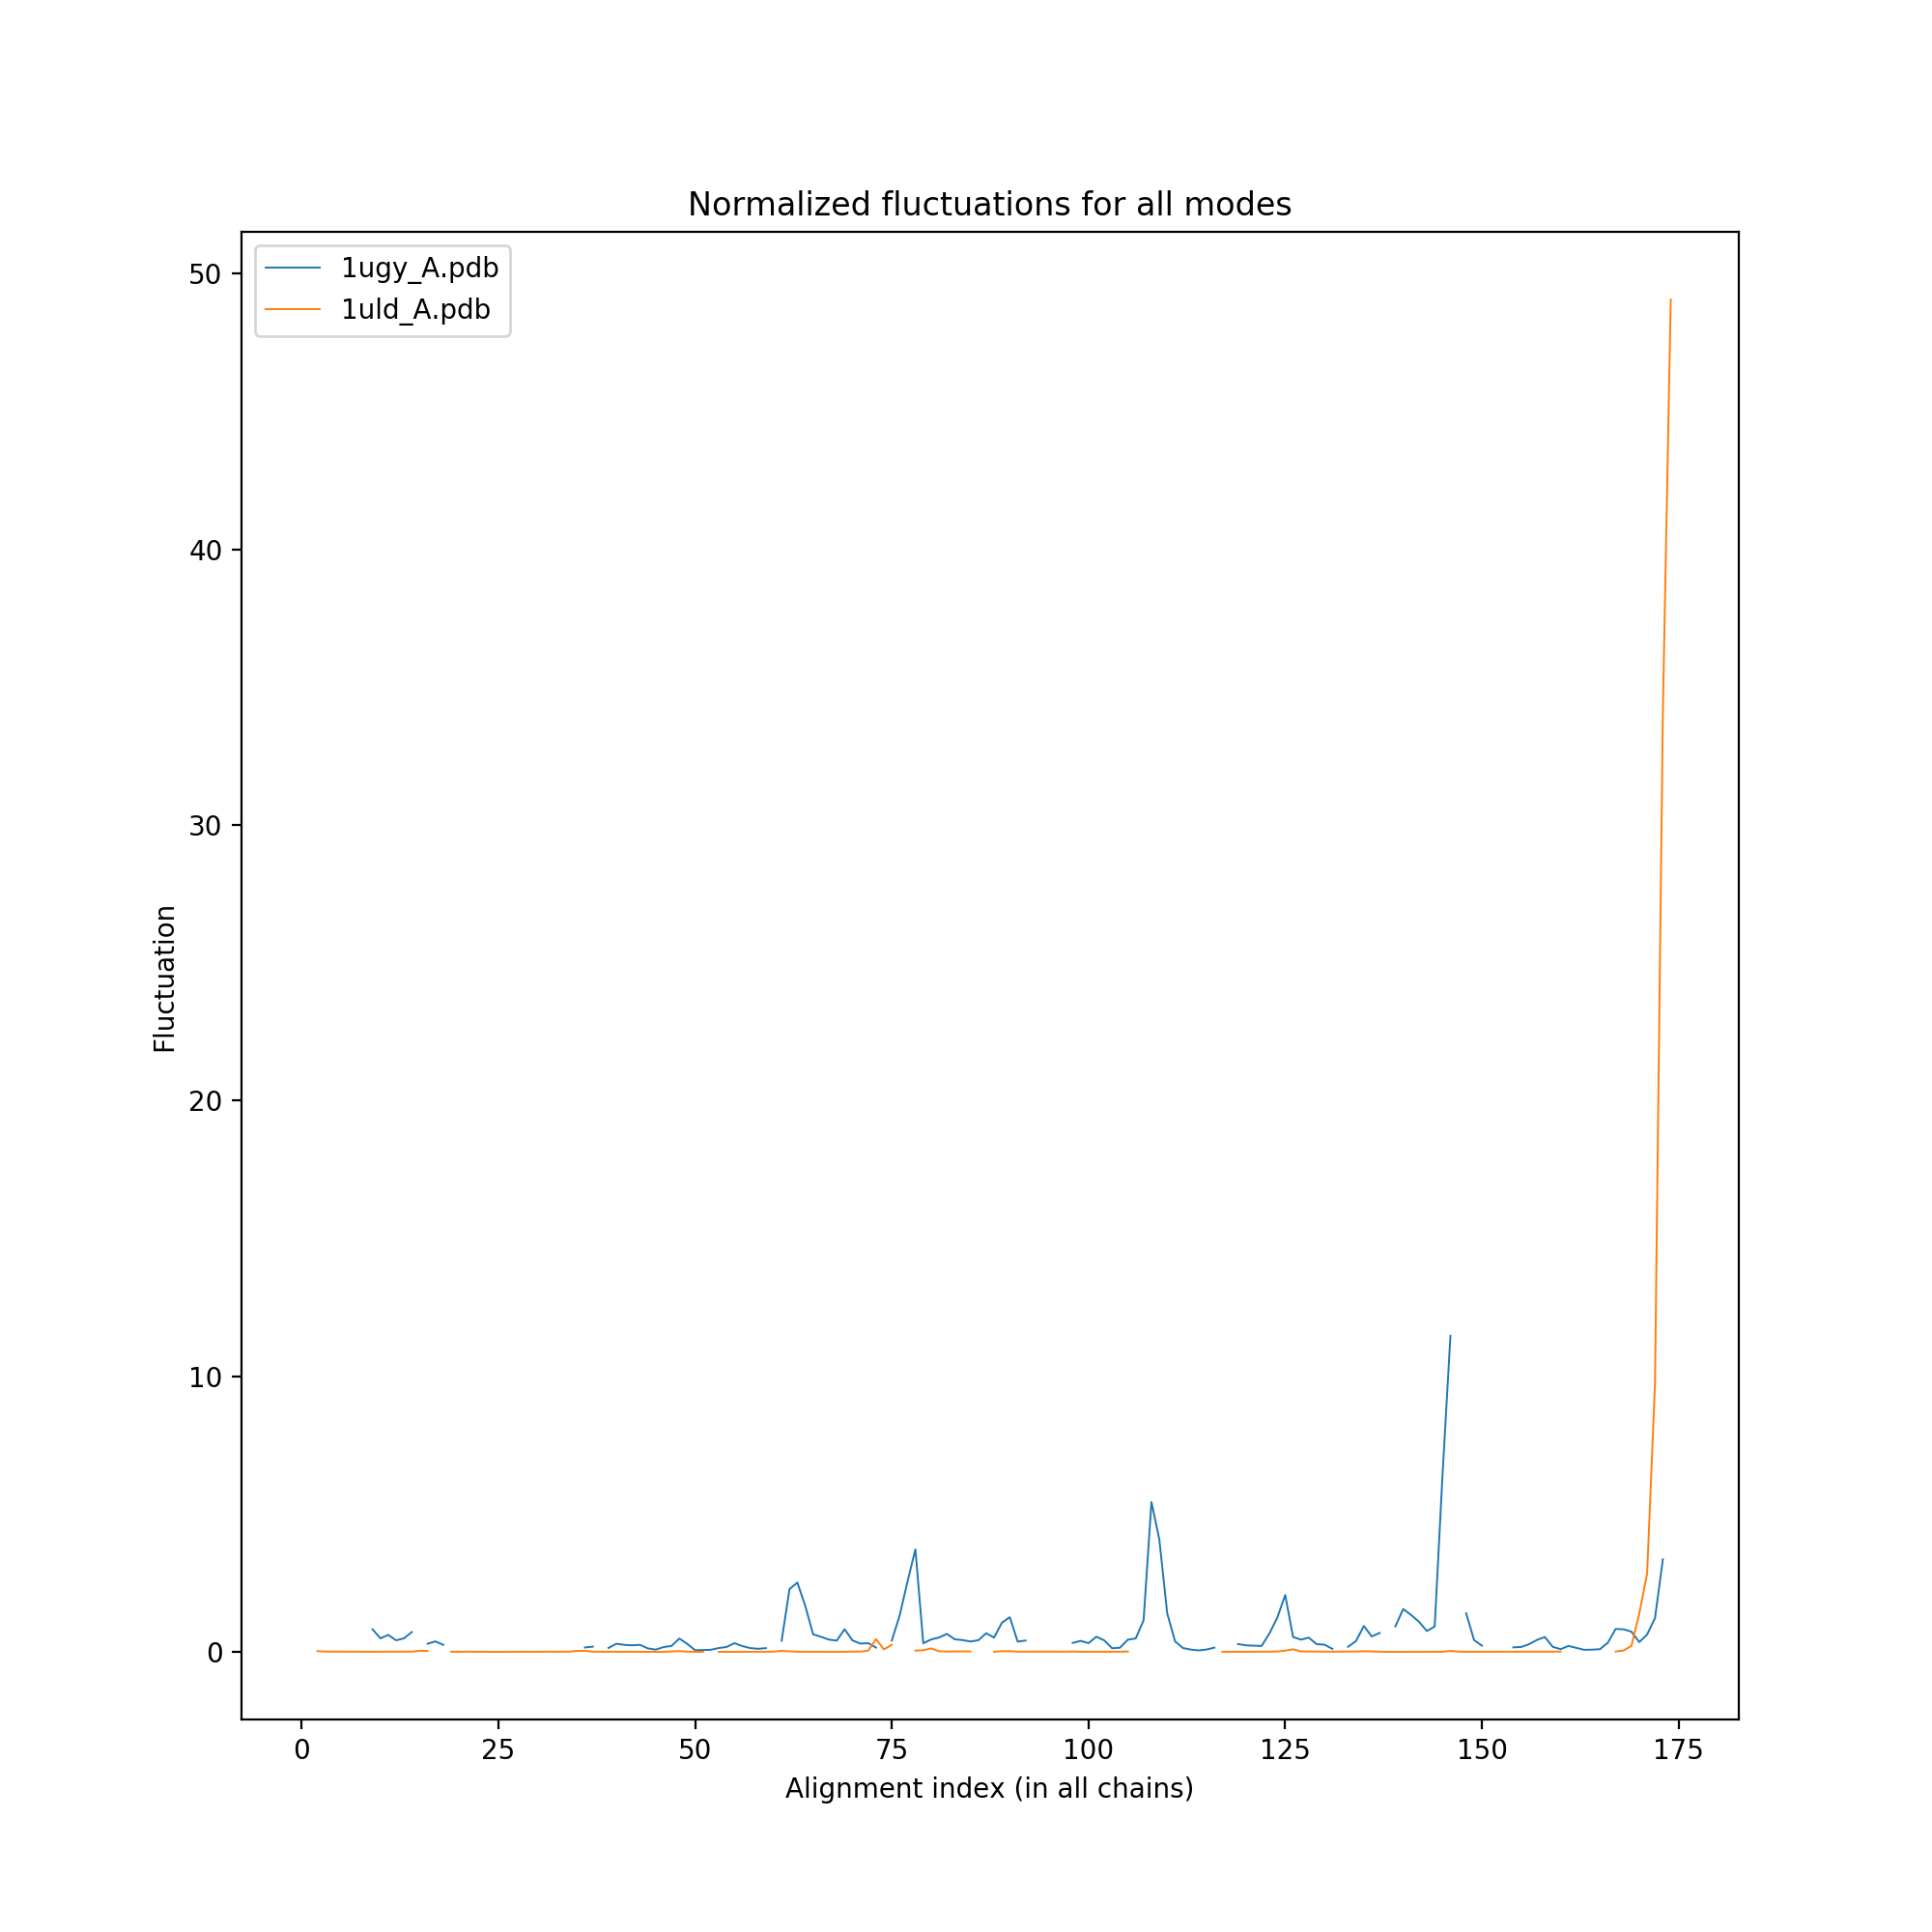 Normalized fluctuations for all modes
1ugy_A.pdb
1uld_A.pdb
50
40
30
20
10
0
Fluctuation
0 25 50 75 100 125 150 175
Alignment index (in all chains)